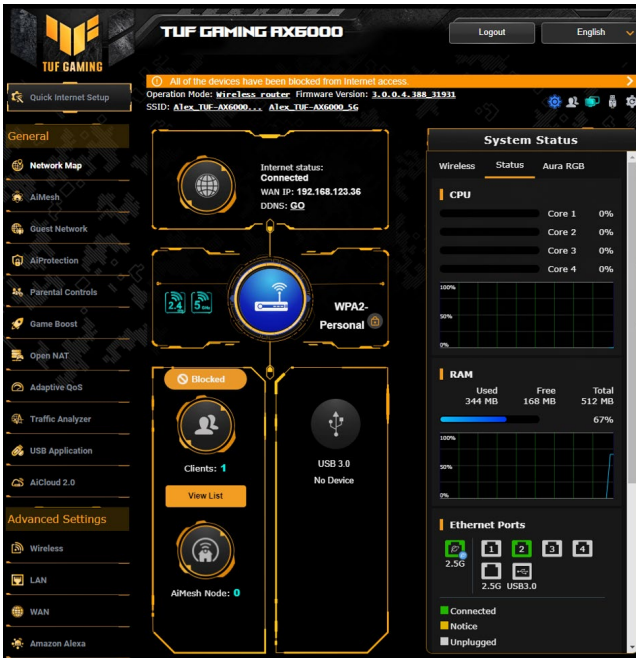 TUF GAMING
TUF GAMING AX6000
Logout
English
All of the devices have been blocked from Internet access.
Quick Internet Setup
Operation Mode: Wireless router Firmware Version: 3.0.0.4.388_31931
SSID: Alex_TUF-AX6000... Alex_TUF-AX6000_5G
General
Network Map
AiMesh
Guest Network
AiProtection
Parental Controls
Game Boost
Open NAT
Adaptive QoS
Traffic Analyzer
USB Application
AiCloud 2.0
Advanced Settings
Wireless
LAN
WAN
Amazon Alexa
Internet status:
Connected
WAN IP: 192.168.123.36
DDNS: GO
2.4 GHz
5 GHz
WPA2-
Personal
Blocked
Clients: 1
View List
AiMesh Node: 0
USB 3.0
No Device
System Status
Wireless Status Aura RGB
CPU
Core 1 0%
Core 2 0%
Core 3 0%
Core 4 0%
100%
50%
0%
RAM
Used Free Total
344 MB 168 MB 512 MB
67%
100%
50%
0%
Ethernet Ports
1 2 3 4
2.5G
2.5G USB3.0
Connected
Notice
Unplugged